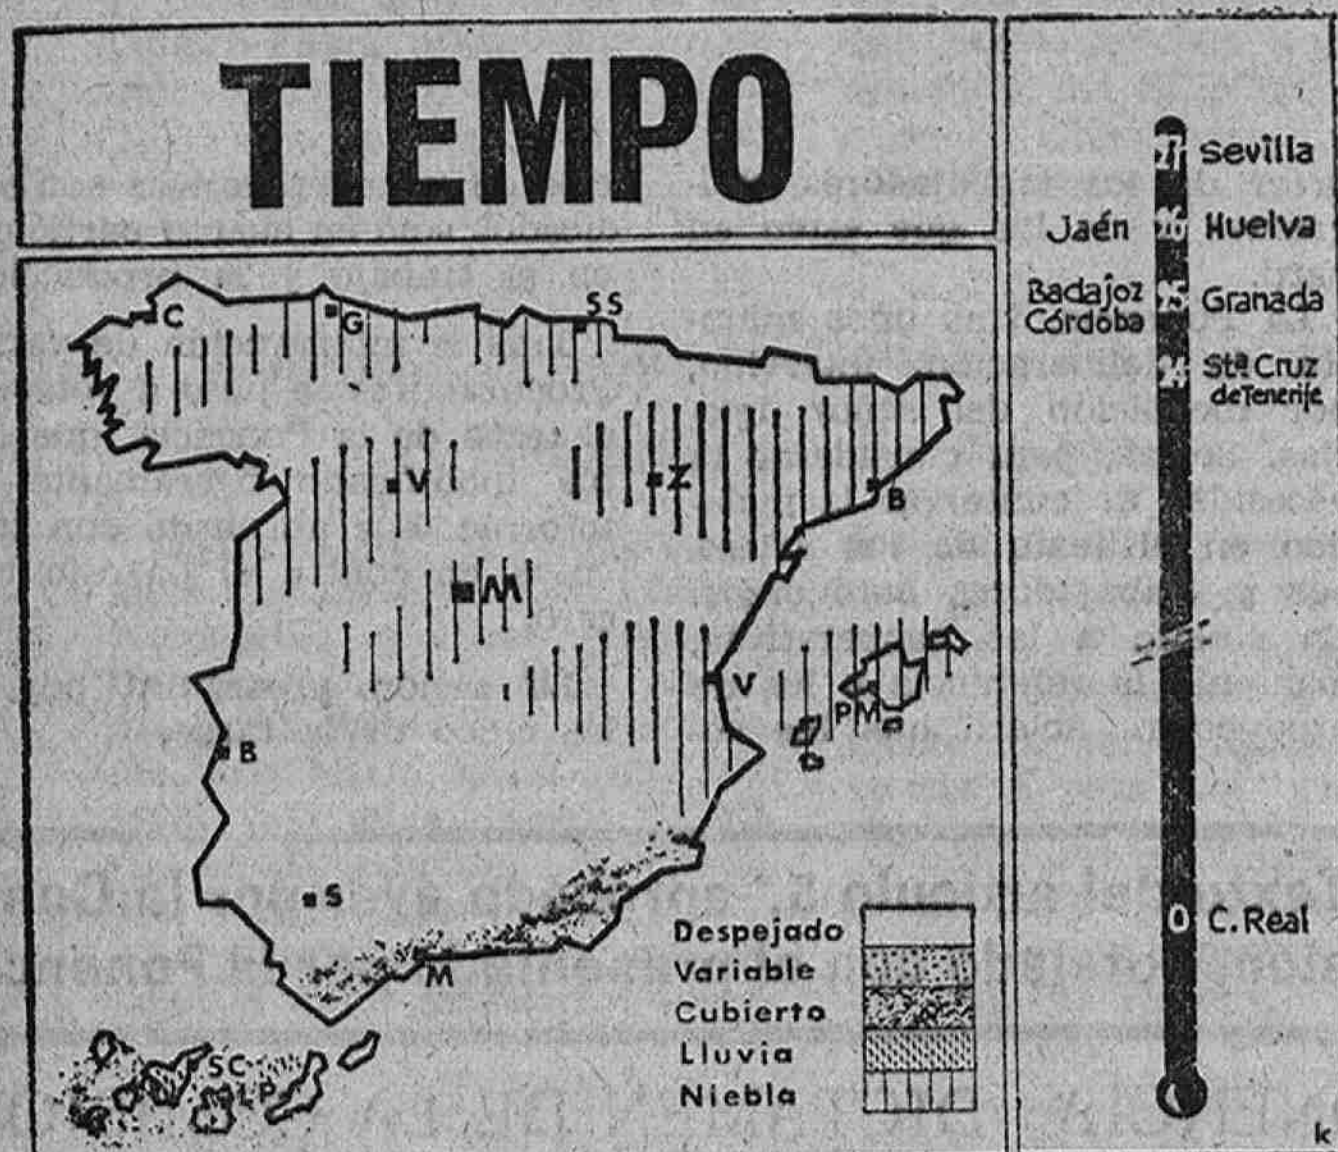 TIEMPO
C
G
SS
V
Z
B
M
V
PM
B
S
M
SC
LP
Despejado
Variable
Cubierto
Lluvia
Niebla
27 Sevilla
Jaén 26 Huelva
Badajoz
Córdoba
25 Granada
24 Stª Cruz
de Tenerife
0 C. Real
k